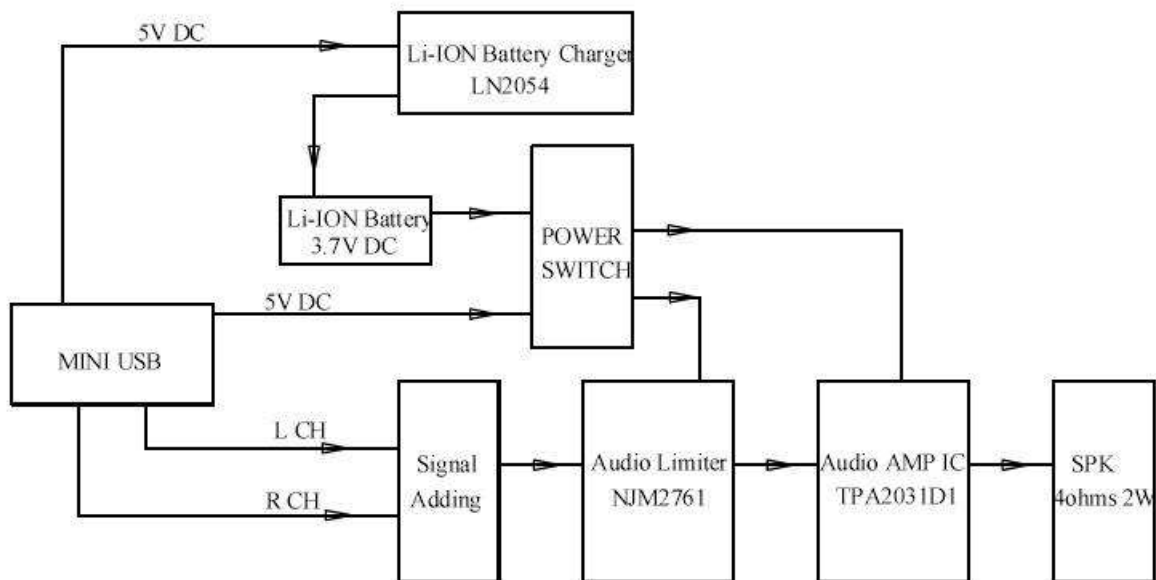 5V DC
Li-ION Battery Charger
LN2054
Li-ION Battery
3.7V DC
POWER
SWITCH
5V DC
MINI USB
L CH
R CH
Signal
Adding
Audio Limiter
NJM2761
Audio AMP IC
TPA2031D1
SPK
4ohms 2W